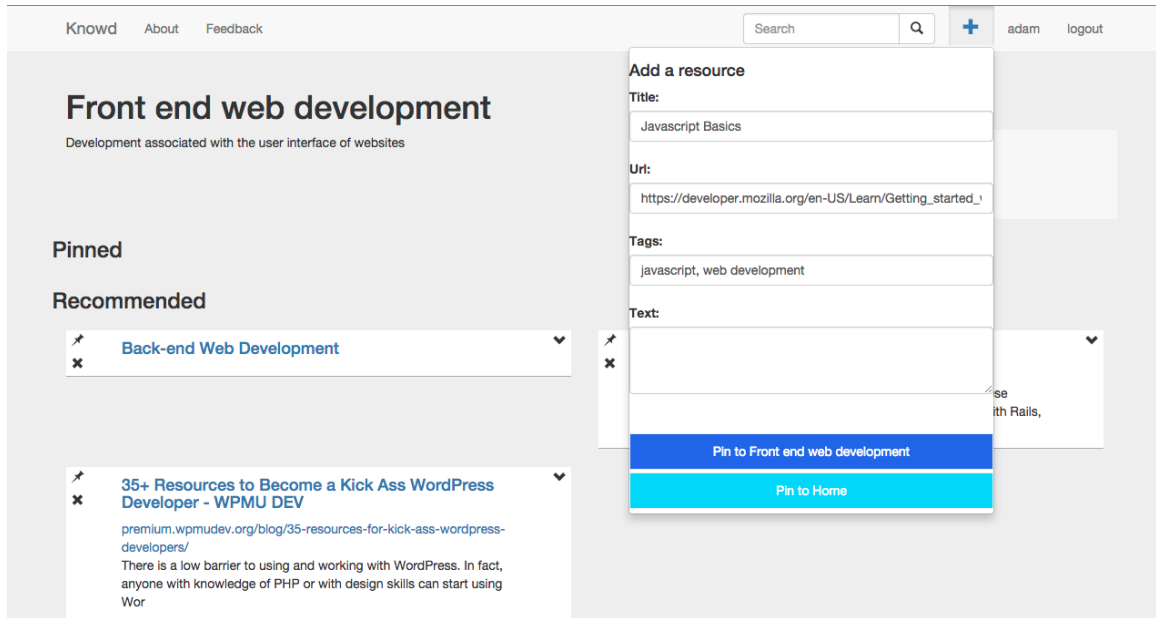 Knowd About Feedback Search adam logout
Front end web development
Development associated with the user interface of websites
Add a resource
Title:
Javascript Basics
Url:
https://developer.mozilla.org/en-US/Learn/Getting_started_
Tags:
javascript, web development
Text:
Pin to Front end web development
Pin to Home
Pinned
Recommended
Back-end Web Development
se
ith Rails,
35+ Resources to Become a Kick Ass WordPress
Developer - WPMU DEV
premium.wpmudev.org/blog/35-resources-for-kick-ass-wordpress-
developers/
There is a low barrier to using and working with WordPress. In fact,
anyone with knowledge of PHP or with design skills can start using
Wor